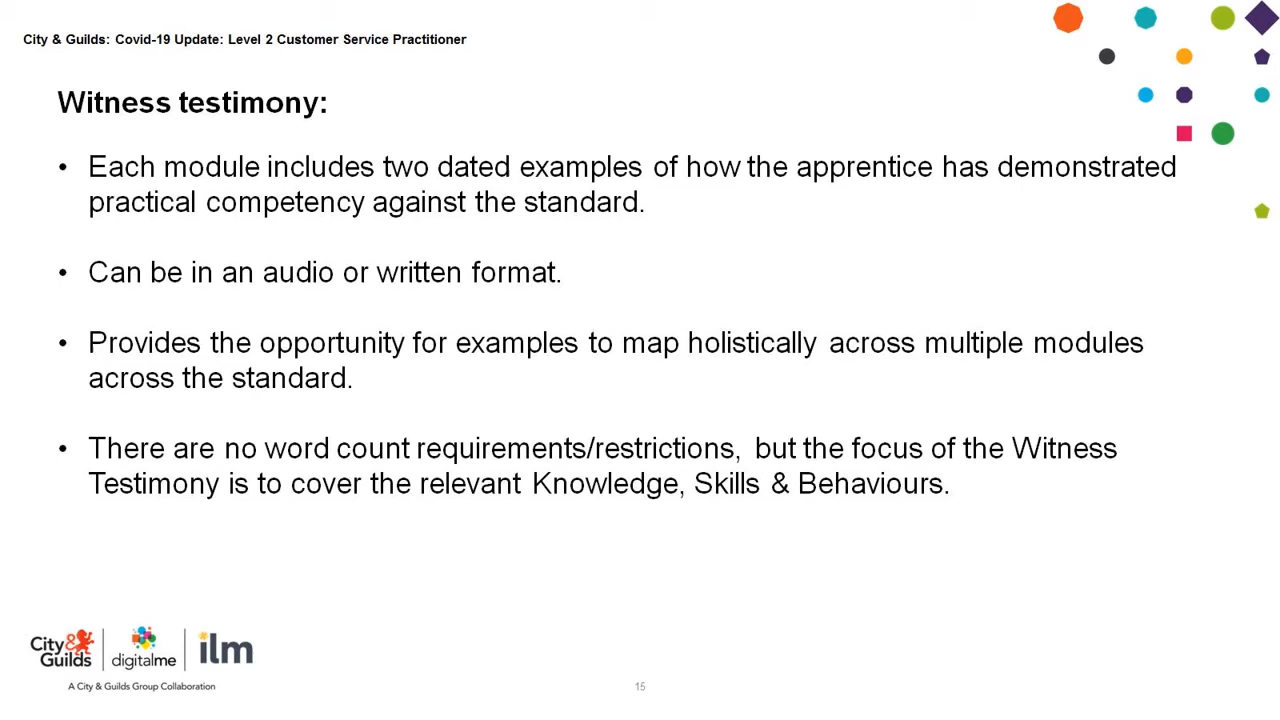 City & Guilds: Covid-19 Update: Level 2 Customer Service Practitioner
Witness testimony:
• Each module includes two dated examples of how the apprentice has demonstrated
practical competency against the standard.
• Can be in an audio or written format.
• Provides the opportunity for examples to map holistically across multiple modules
across the standard.
• There are no word count requirements/restrictions, but the focus of the Witness
Testimony is to cover the relevant Knowledge, Skills & Behaviours.
City&
Guilds
digitalme
ilm
A City & Guilds Group Collaboration
15